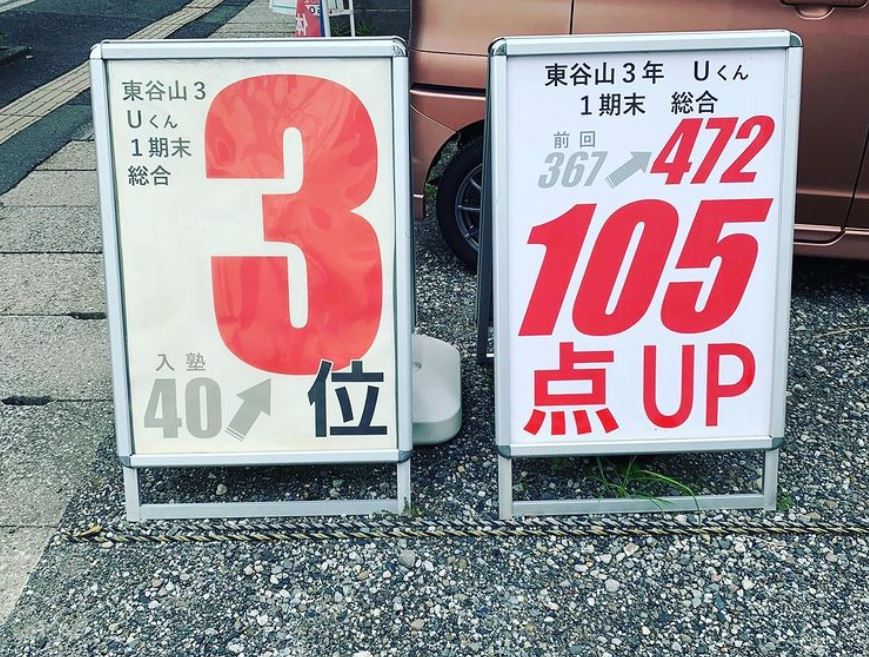 東谷山3
Uくん
1期末
総合
3
位
入塾
40
東谷山3年 Uくん
1期末 総合
前回
367
472
105
点UP